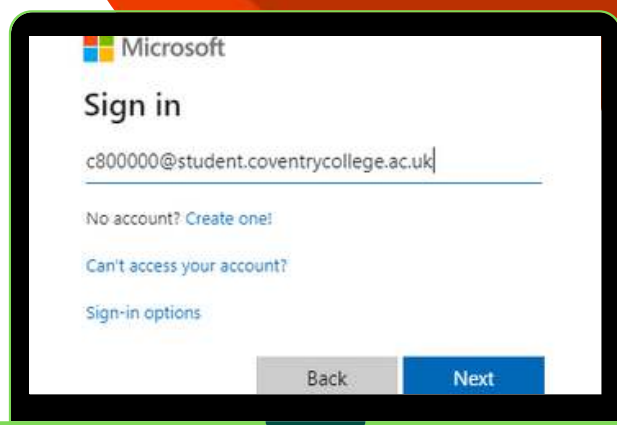 Microsoft
Sign in
c800000@student.coventrycollege.ac.uk
No account? Create one!
Can't access your account?
Sign-in options
Back Next